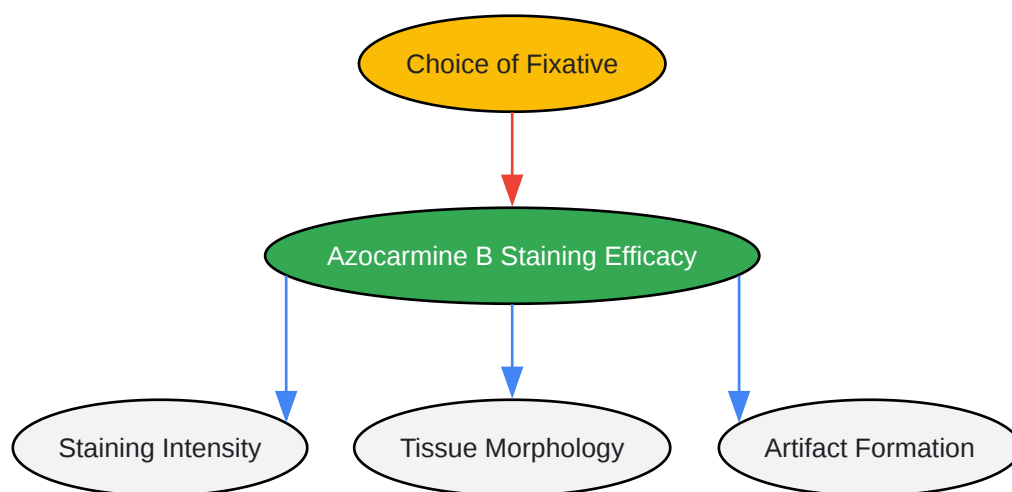 Choice of Fixative
Azocarmine B Staining Efficacy
Staining Intensity
Tissue Morphology
Artifact Formation